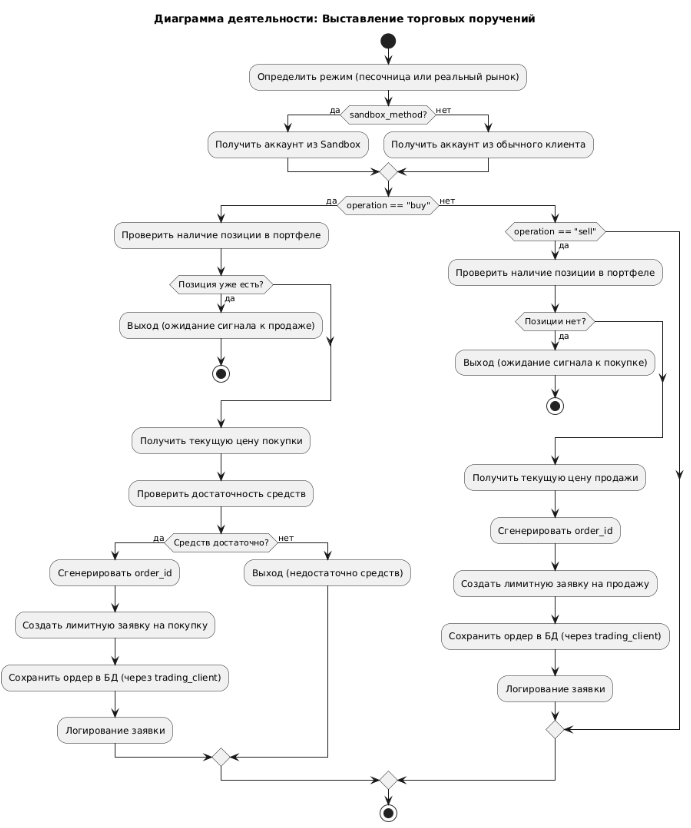 Диаграмма деятельности: Выставление торговых поручений
Определить режим (песочница или реальный рынок)
да
sandbox_method?
нет
Получить аккаунт из Sandbox
Получить аккаунт из обычного клиента
да
operation == "buy"
нет
Проверить наличие позиции в портфеле
Позиция уже есть?
да
Выход (ожидание сигнала к продаже)
Получить текущую цену покупки
Проверить достаточность средств
да
Средств достаточно?
нет
Сгенерировать order_id
Создать лимитную заявку на покупку
Сохранить ордер в БД (через trading_client)
Логирование заявки
Выход (недостаточно средств)
operation == "sell"
да
Проверить наличие позиции в портфеле
Позиции нет?
да
Выход (ожидание сигнала к покупке)
Получить текущую цену продажи
Сгенерировать order_id
Создать лимитную заявку на продажу
Сохранить ордер в БД (через trading_client)
Логирование заявки